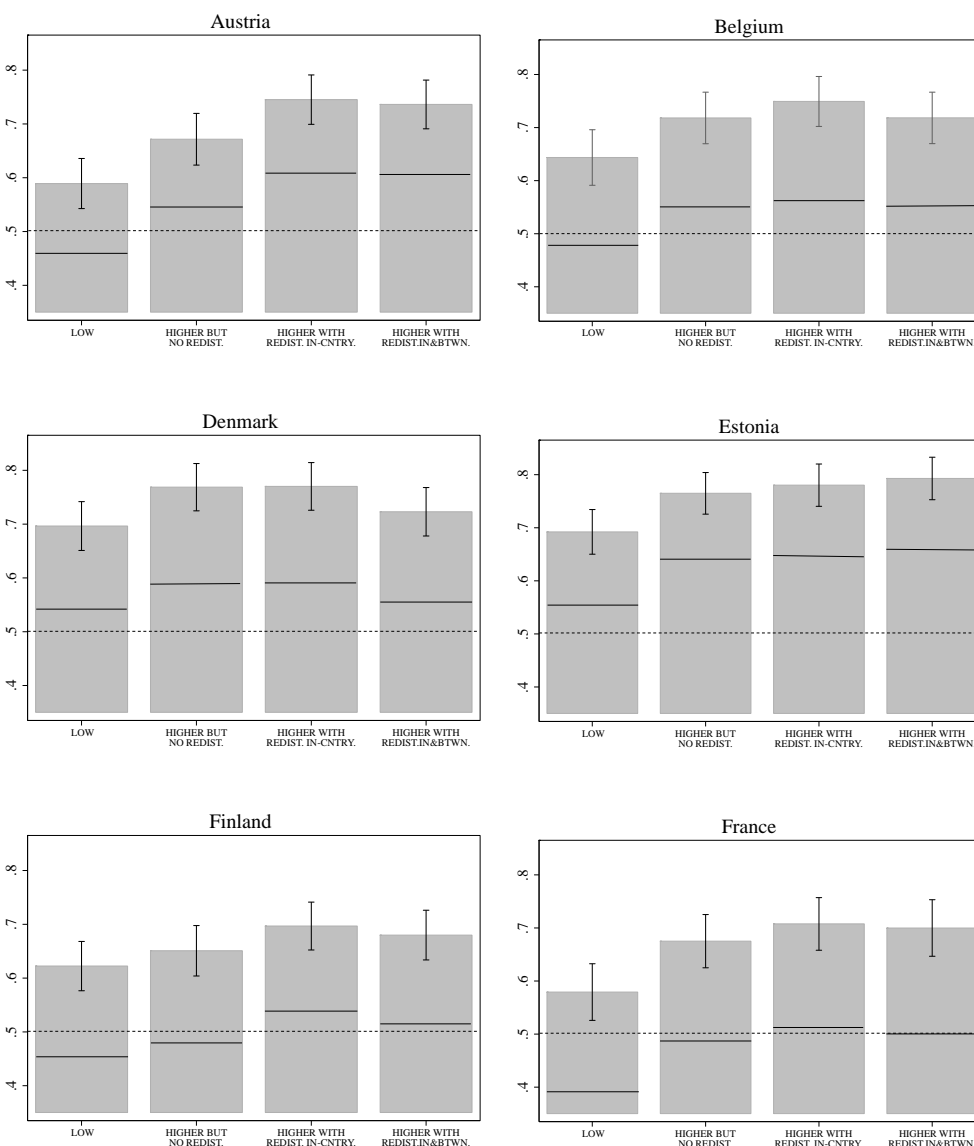 Austria
.8
.7
.6
.5
.4
LOW
HIGHER BUT
NO REDIST.
HIGHER WITH
REDIST. IN-CNTRY.
HIGHER WITH
REDIST.IN&BTWN.
Belgium
.8
.7
.6
.5
.4
LOW
HIGHER BUT
NO REDIST.
HIGHER WITH
REDIST. IN-CNTRY.
HIGHER WITH
REDIST.IN&BTWN
Denmark
.8
.7
.6
.5
.4
LOW
HIGHER BUT
NO REDIST.
HIGHER WITH
REDIST. IN-CNTRY.
HIGHER WITH
REDIST.IN&BTWN.
Estonia
.8
.7
.6
.5
.4
LOW
HIGHER BUT
NO REDIST.
HIGHER WITH
REDIST. IN-CNTRY.
HIGHER WITH
REDIST.IN&BTWN
Finland
.8
.7
.6
.5
.4
LOW
HIGHER BUT
NO REDIST.
HIGHER WITH
REDIST. IN-CNTRY.
HIGHER WITH
REDIST.IN&BTWN.
France
.8
.7
.6
.5
.4
LOW
HIGHER BUT
NO REDIST.
HIGHER WITH
REDIST. IN-CNTRY
HIGHER WITH
REDIST.IN&BTWN